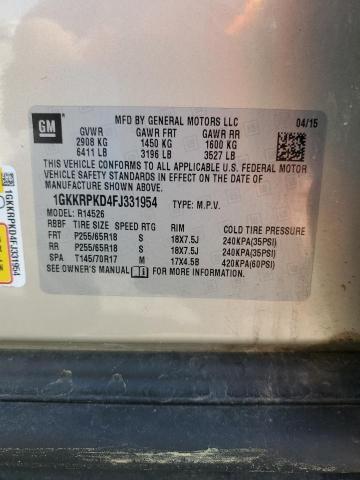 GM
MFD BY GENERAL MOTORS LLC 04/15
GVWR GAWR FRT GAWR RR
2908 KG 1450 KG 1600 KG
6411 LB 3196 LB 3527 LB
THIS VEHICLE CONFORMS TO ALL APPLICABLE U.S. FEDERAL MOTOR
VEHICLE SAFETY STANDARDS IN EFFECT ON THE DATE OF
MANUFACTURE SHOWN ABOVE.
1GKKRPKD4FJ331954 TYPE: M.P.V.
MODEL: R14526
RBBF TIRE SIZE SPEED RTG RIM COLD TIRE PRESSURE
FRT P255/65R18 S 18X7.5J 240KPA(35PSI)
RR P255/65R18 S 18X7.5J 240KPA(35PSI)
SPA T145/70R17 M 17X4.5B 420KPA(60PSI)
SEE OWNER'S MANUAL FOR MORE INFORMATION.
1GKKRPKD4FJ331954